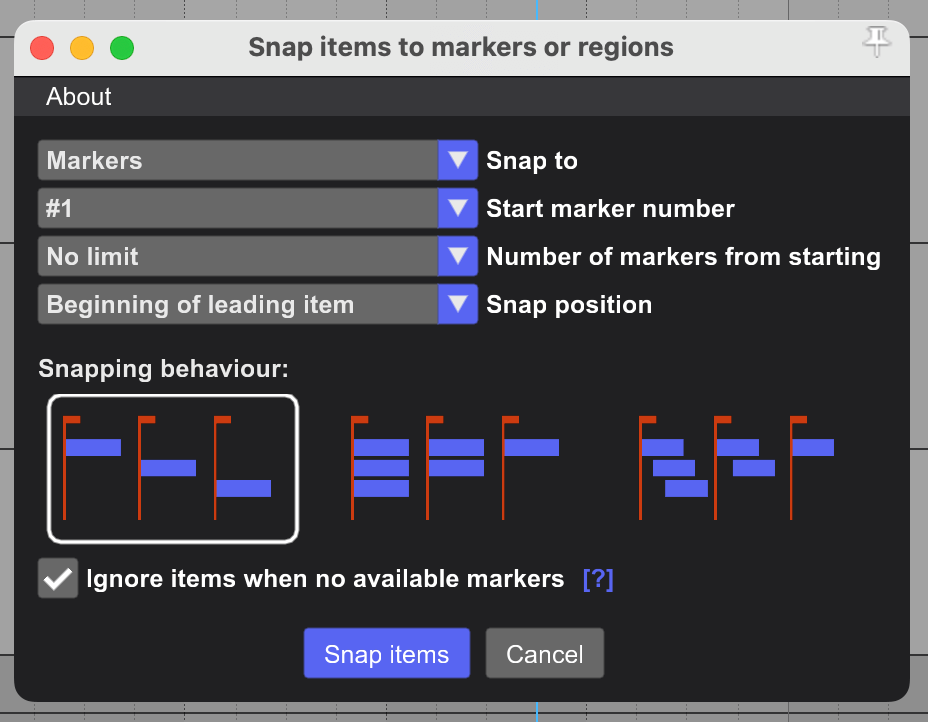 Snap items to markers or regions
About
Markers Snap to
#1 Start marker number
No limit Number of markers from starting
Beginning of leading item Snap position
Snapping behaviour:
Ignore items when no available markers [?]
Snap items Cancel